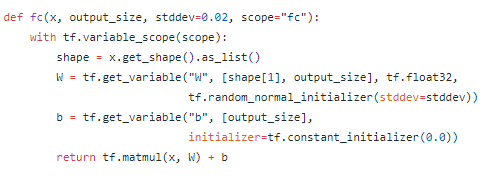 def fc(x, output_size, stddev=0.02, scope="fc"):
    with tf.variable_scope(scope):
        shape = x.get_shape().as_list()
        W = tf.get_variable("W", [shape[1], output_size], tf.float32,
                            tf.random_normal_initializer(stddev=stddev))
        b = tf.get_variable("b", [output_size],
                            initializer=tf.constant_initializer(0.0))
        return tf.matmul(x, W) + b